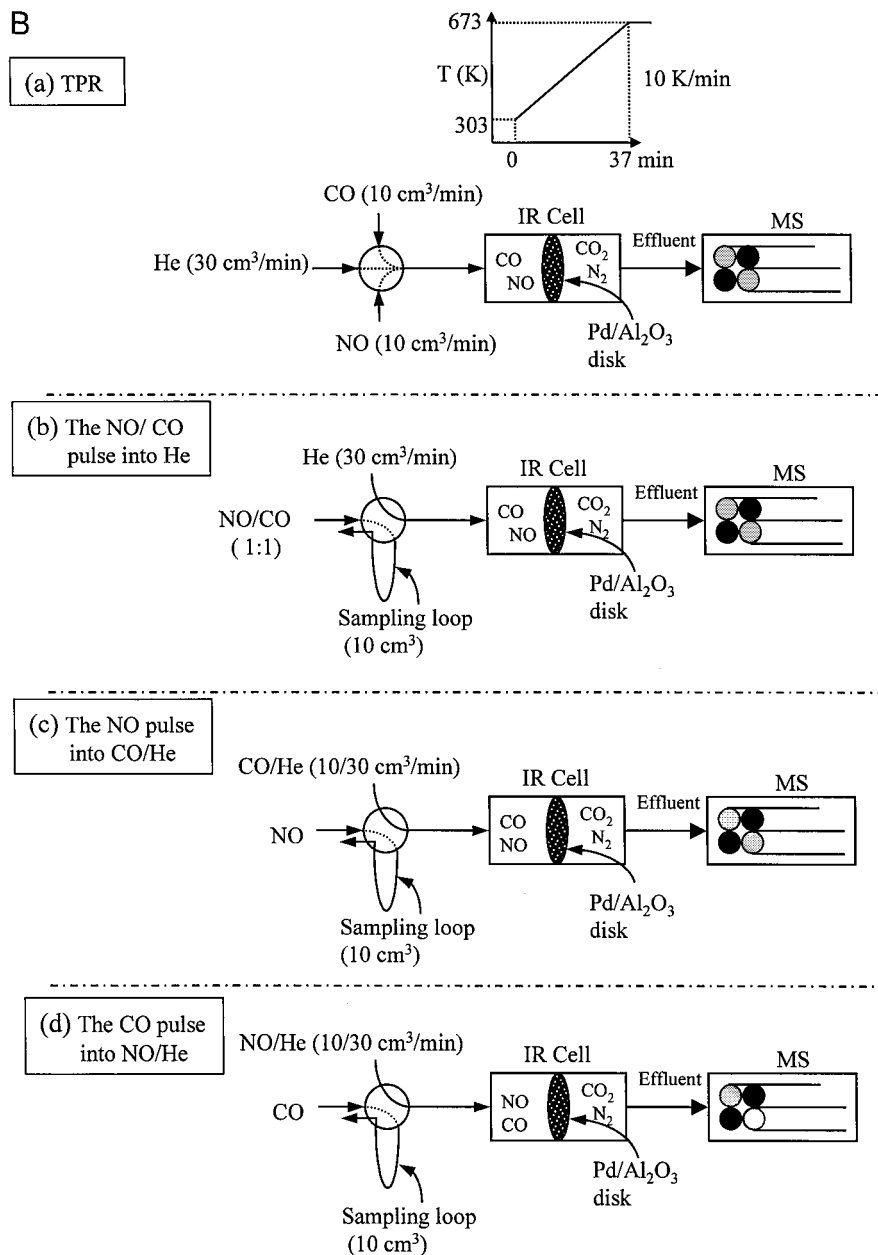 B
(a) TPR
673
T (K)
10 K/min
303
0
37 min
CO (10 cm³/min)
IR Cell
MS
Effluent
He (30 cm³/min)
CO
NO
CO₂
N₂
NO (10 cm³/min)
Pd/Al₂O₃
disk
(b) The NO/ CO
pulse into He
He (30 cm³/min)
IR Cell
MS
Effluent
NO/CO
( 1:1)
CO
NO
CO₂
N₂
Sampling loop
(10 cm³)
Pd/Al₂O₃
disk
(c) The NO pulse
into CO/He
CO/He (10/30 cm³/min)
IR Cell
MS
Effluent
NO
CO
NO
CO₂
N₂
Sampling loop
(10 cm³)
Pd/Al₂O₃
disk
(d) The CO pulse
into NO/He
NO/He (10/30 cm³/min)
IR Cell
MS
Effluent
CO
NO
CO
CO₂
N₂
Sampling loop
(10 cm³)
Pd/Al₂O₃
disk